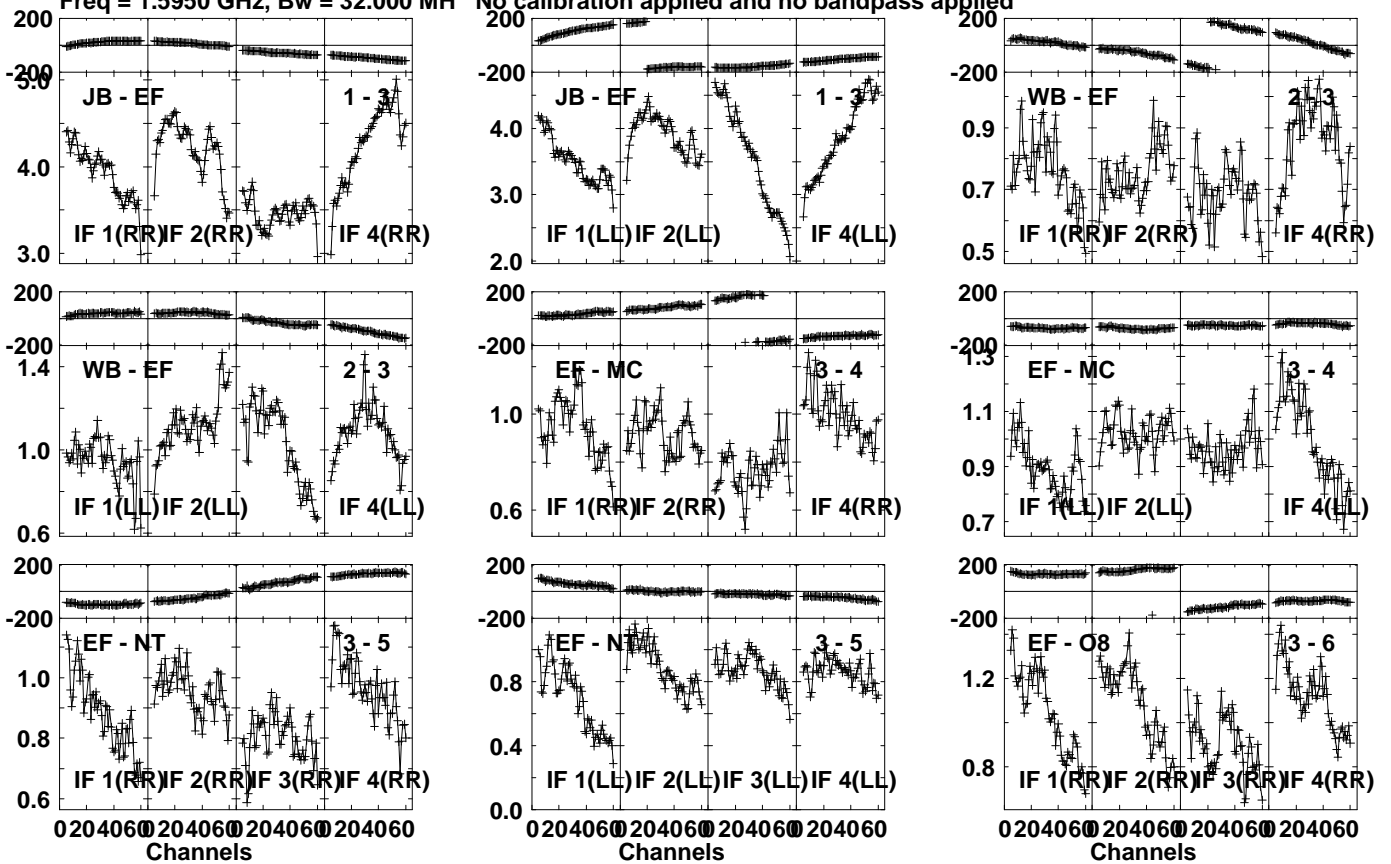 Freq = 1.5950 GHz, Bw = 32.000 MH No calibration applied and no bandpass applied
200 200 200
-200 -200 -200
5.0 JB - EF 1 - 3 JB - EF 1 - 3 WB - EF 2 - 3
4.0 4.0 0.9
3.0 0.7
IF 1(RR) IF 2(RR) IF 4(RR) IF 1(LL) IF 2(LL) IF 4(LL) IF 1(RR) IF 2(RR) IF 4(RR)
3.0 2.0 0.5
200 200 200
-200 -200 -200
1.4 WB - EF 2 - 3 EF - MC 3 - 4 1.3 EF - MC 3 - 4
1.0 1.0 1.1
0.9
IF 1(LL) IF 2(LL) IF 4(LL) IF 1(RR) IF 2(RR) IF 4(RR) IF 1(LL) IF 2(LL) IF 4(LL)
0.6 0.6 0.7
200 200 200
-200 -200 -200
EF - NT 3 - 5 EF - NT 3 - 5 EF - O8 3 - 6
1.0 0.8 1.2
0.8 0.4 0.8
IF 1(RR) IF 2(RR) IF 3(RR) IF 4(RR) IF 1(LL) IF 2(LL) IF 3(LL) IF 4(LL) IF 1(RR) IF 2(RR) IF 3(RR) IF 4(RR)
0.6 0.0
0 20 40 60 0 20 40 60 0 20 40 60 0 20 40 60 0 20 40 60 0 20 40 60 0 20 40 60 0 20 40 60 0 20 40 60 0 20 40 60 0 20 40 60 0 20 40 60
Channels Channels Channels